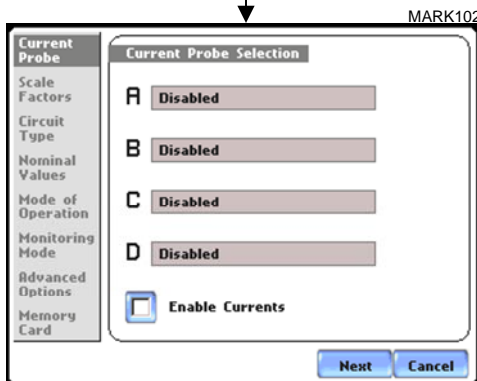 MARK102
Current
Probe
Scale
Factors
Circuit
Type
Nominal
Values
Mode of
Operation
Monitoring
Mode
Advanced
Options
Memory
Card
Current Probe Selection
A Disabled
B Disabled
C Disabled
D Disabled
Enable Currents
Next Cancel